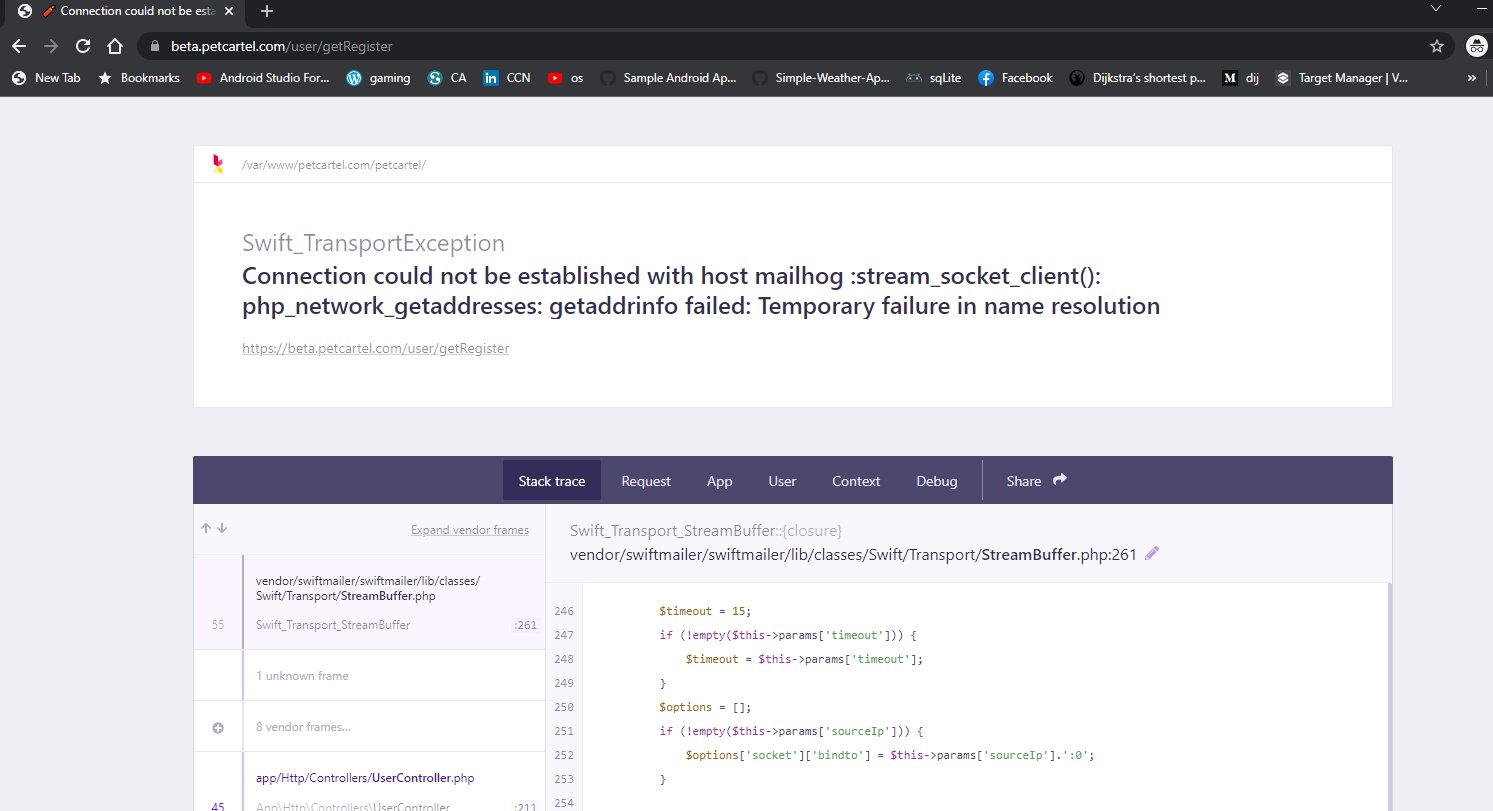 Connection could not be esta
beta.petcartel.com/user/getRegister
New Tab Bookmarks Android Studio For... gaming CA CCN os Sample Android Ap... Simple-Weather-Ap... sqLite Facebook Dijkstra's shortest p... dij Target Manager | V... »
/var/www/petcartel.com/petcartel/
Swift_TransportException
Connection could not be established with host mailhog :stream_socket_client():
php_network_getaddresses: getaddrinfo failed: Temporary failure in name resolution
https://beta.petcartel.com/user/getRegister
Stack trace Request App User Context Debug Share
Expand vendor frames
vendor/swiftmailer/swiftmailer/lib/classes/
Swift/Transport/StreamBuffer.php
55 Swift_Transport_StreamBuffer :261
1 unknown frame
8 vendor frames...
app/Http/Controllers/UserController.php
45 App\Http\Controllers\UserController :211
Swift_Transport_StreamBuffer::{closure}
vendor/swiftmailer/swiftmailer/lib/classes/Swift/Transport/StreamBuffer.php:261
246 $timeout = 15;
247 if (!empty($this->params['timeout'])) {
248 $timeout = $this->params['timeout'];
249 }
250 $options = [];
251 if (!empty($this->params['sourceIp'])) {
252 $options['socket']['bindto'] = $this->params['sourceIp'].':0';
253 }
254